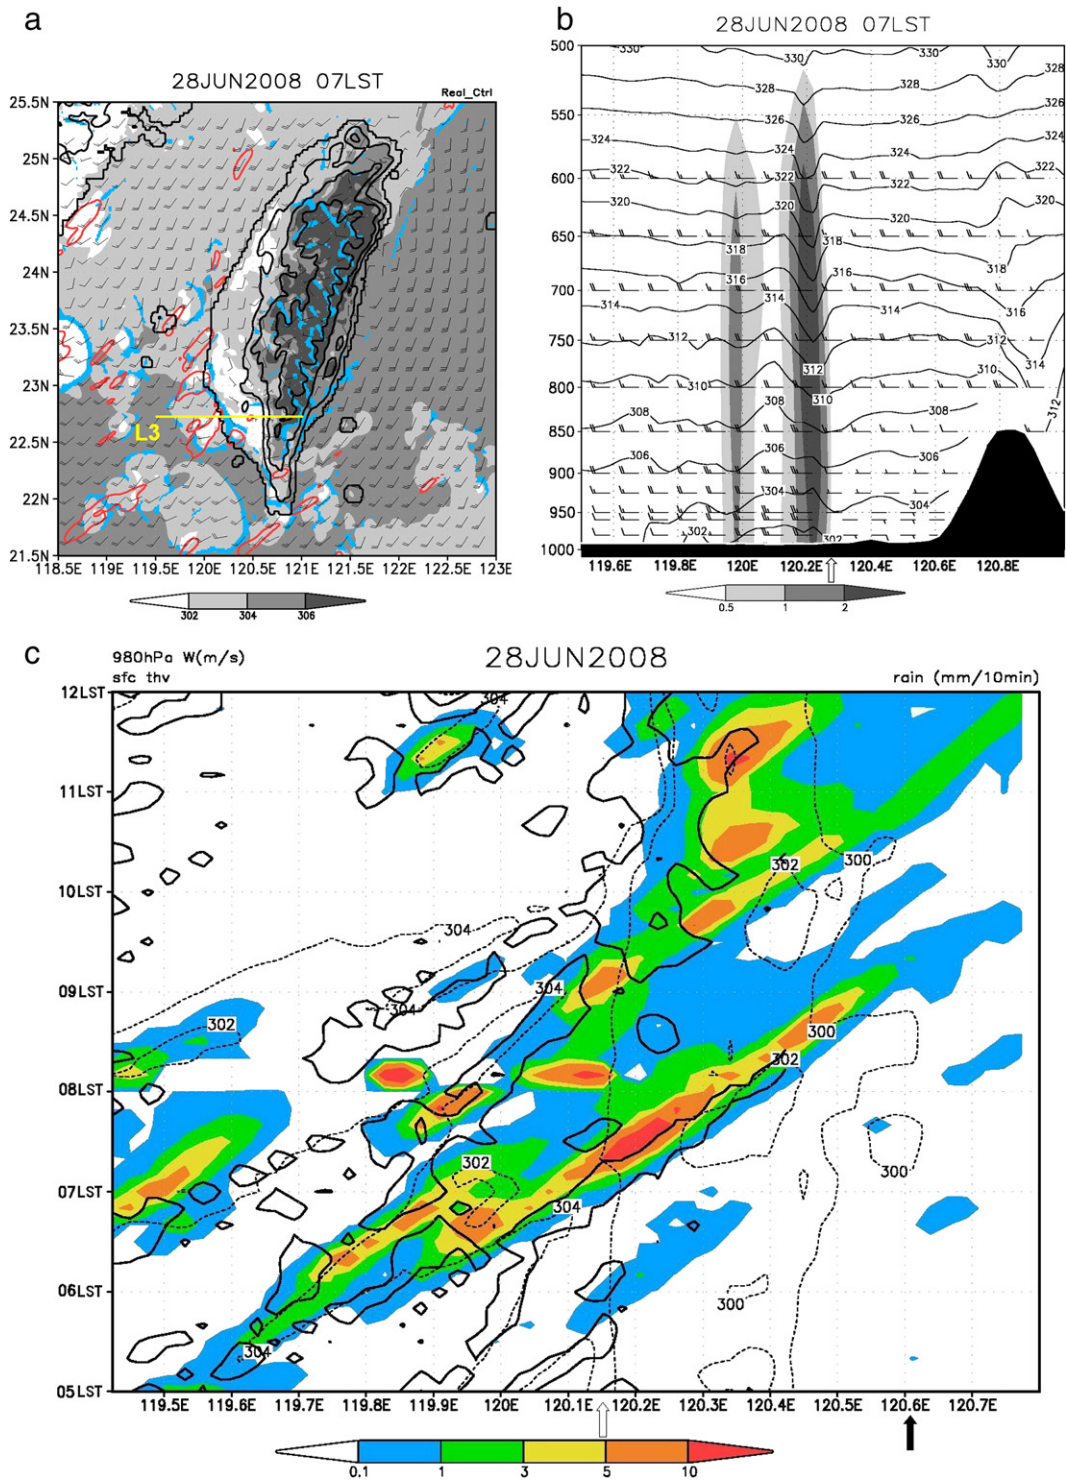 a
28JUN2008 07LST
Real_Ctrl
25.5N
25N
24.5N
24N
23.5N
23N
22.5N
22N
21.5N
L3
118.5E 119E 119.5E 120E 120.5E 121E 121.5E 122E 122.5E 123E
302 304 306
b
28JUN2008 07LST
500
550
600
650
700
750
800
850
900
950
1000
330 330 330 330
328 328 328
326 326 326
324 324 324 324
322 322 322 322
320 320 320 320
318 318 318
316 316 316
314 314 314 314
312 312 312 312
310 310 310
308 308 308
306 306 306
304 304
302 302
119.6E 119.8E 120E 120.2E 120.4E 120.6E 120.8E
0.5 1 2
c
980hPa W(m/s)
sfc thv
28JUN2008
rain (mm/10min)
12LST
11LST
10LST
09LST
08LST
07LST
06LST
05LST
304
302 300
304
304
304
302 300
302
302
300
304
300
304
119.5E 119.6E 119.7E 119.8E 119.9E 120E 120.1E 120.2E 120.3E 120.4E 120.5E 120.6E 120.7E
0.1 1 3 5 10